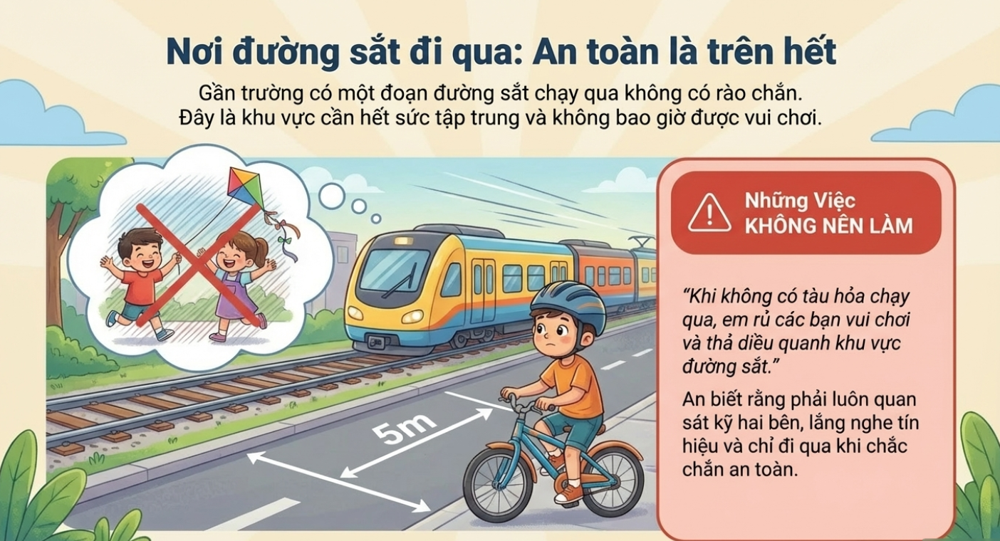 Nơi đường sắt đi qua: An toàn là trên hết
Gần trường có một đoạn đường sắt chạy qua không có rào chắn.
Đây là khu vực cần hết sức tập trung và không bao giờ được vui chơi.
5m
Những Việc
KHÔNG NÊN LÀM
“Khi không có tàu hỏa chạy
qua, em rủ các bạn vui chơi
và thả diều quanh khu vực
đường sắt.”
An biết rằng phải luôn quan
sát kỹ hai bên, lắng nghe tín
hiệu và chỉ đi qua khi chắc
chắn an toàn.